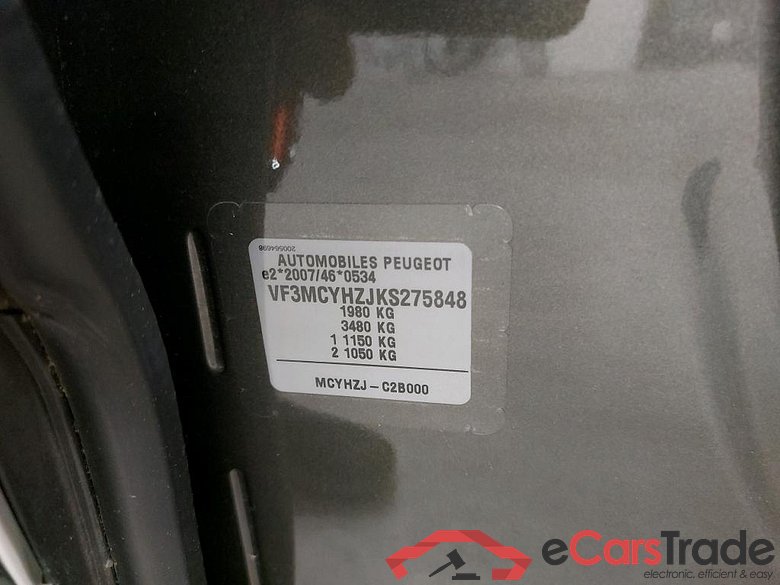 200564698
AUTOMOBILES PEUGEOT
e2*2007/46*0534
VF3MCYHZJKS275848
1980 KG
3480 KG
1 1150 KG
2 1050 KG
MCYHZJ-C2B000
eCarsTrade
electronic, efficient & easy